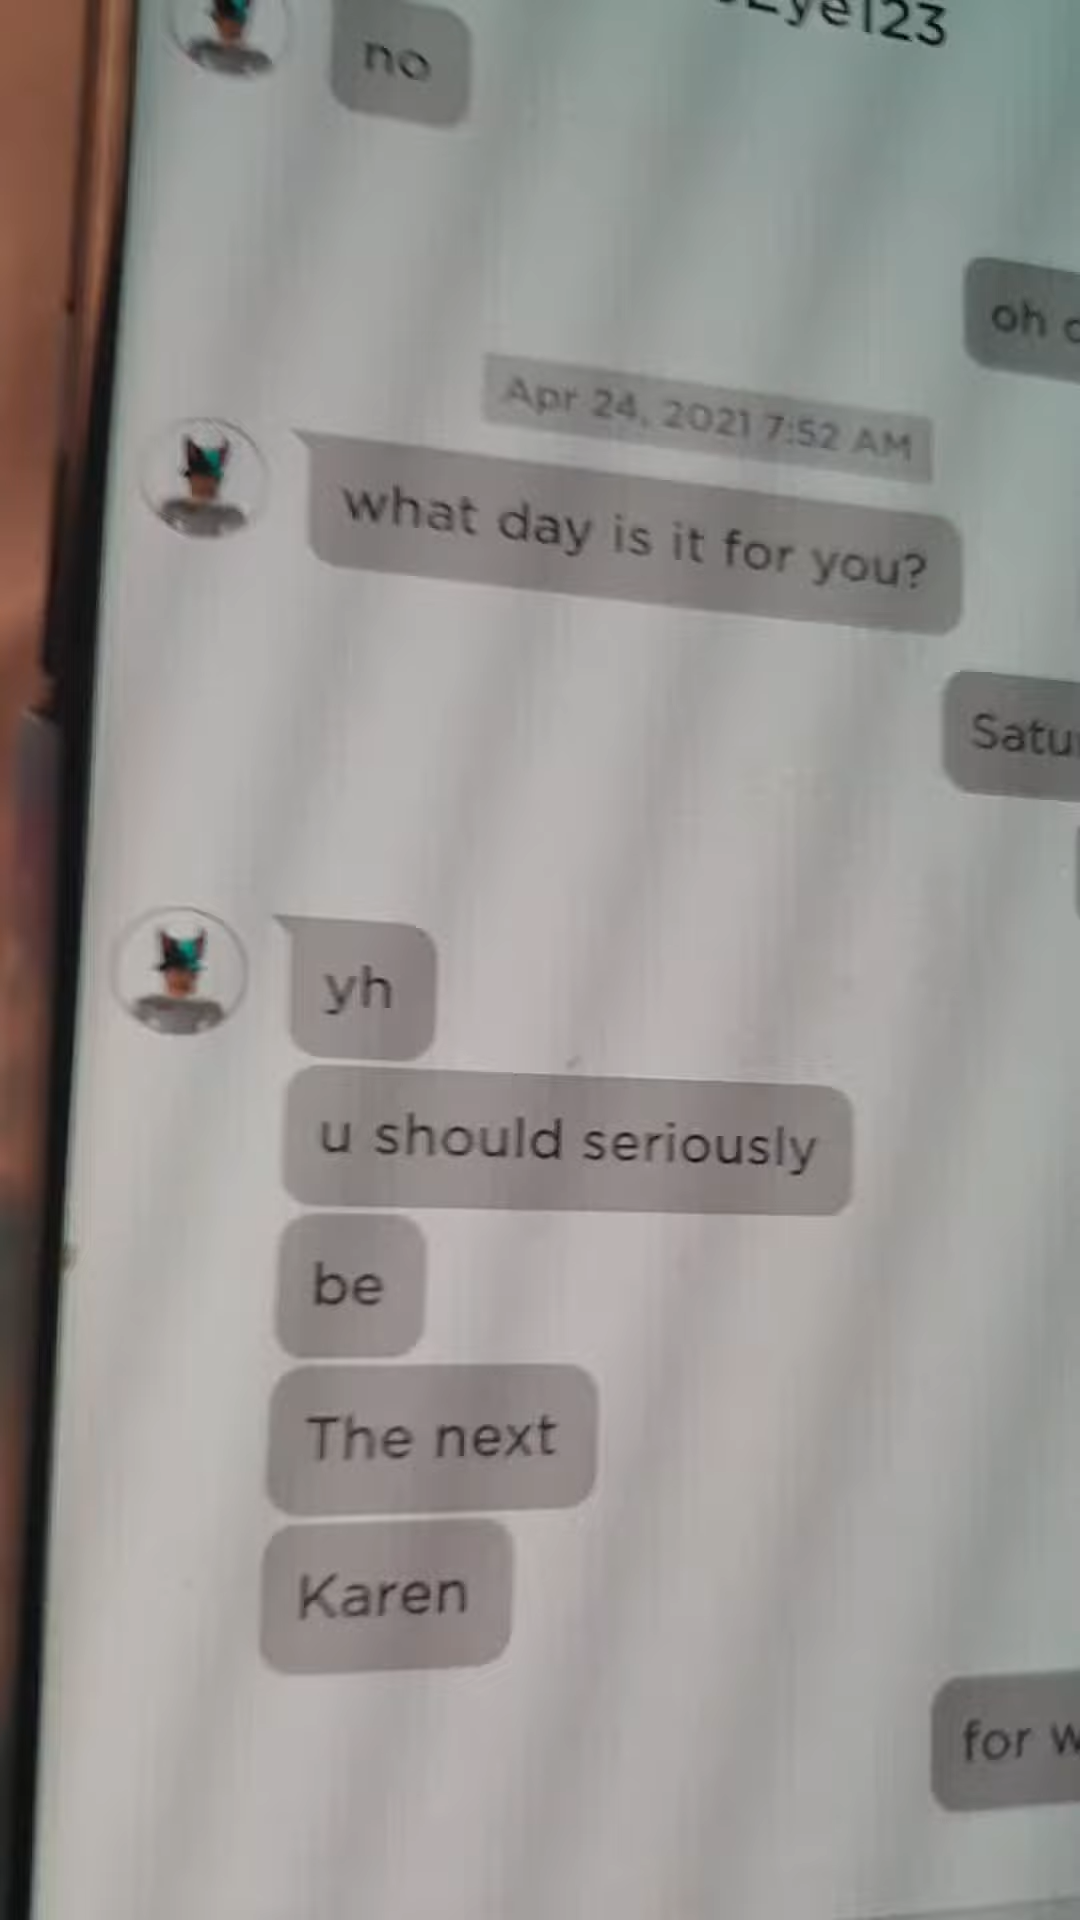 no
Apr 24, 2021 7:52 AM
what day is it for you?
yh
u should seriously
be
The next
Karen
for
oh